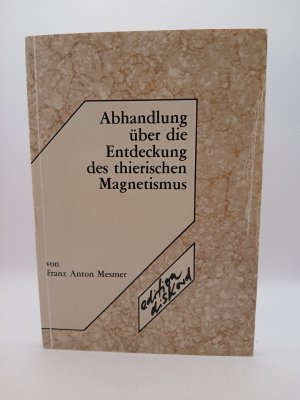 Abhandlung
über die
Entdeckung
des thierischen
Magnetismus
von
Franz Anton Mesmer
edition
diskord